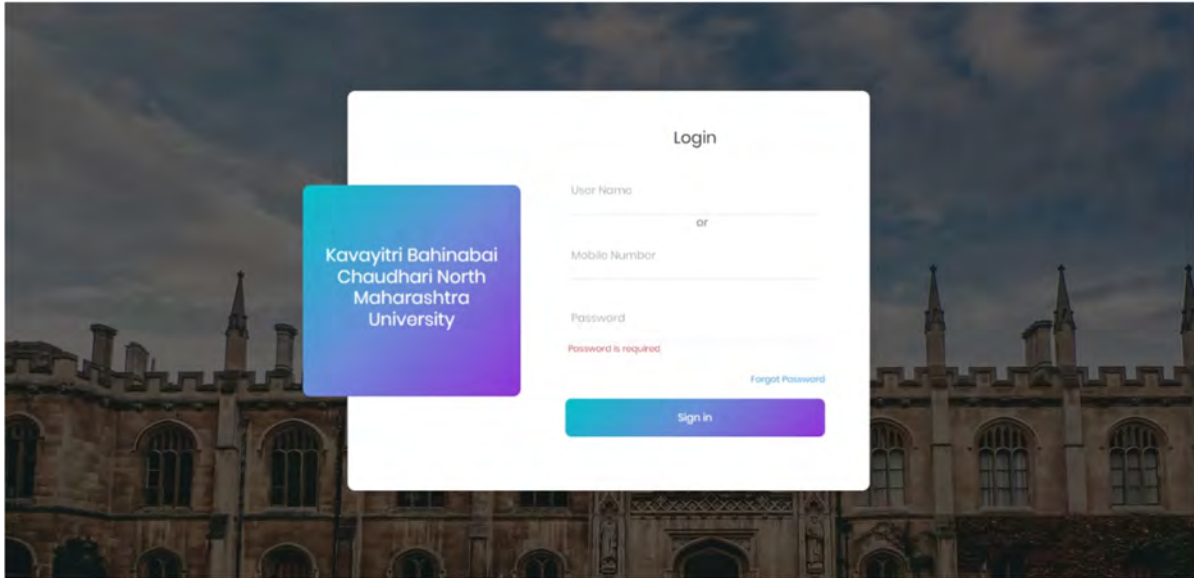 Login
User Name
or
Mobile Number
Password
Password is required
Forgot Password
Sign in
Kavayitri Bahinabai
Chaudhari North
Maharashtra
University